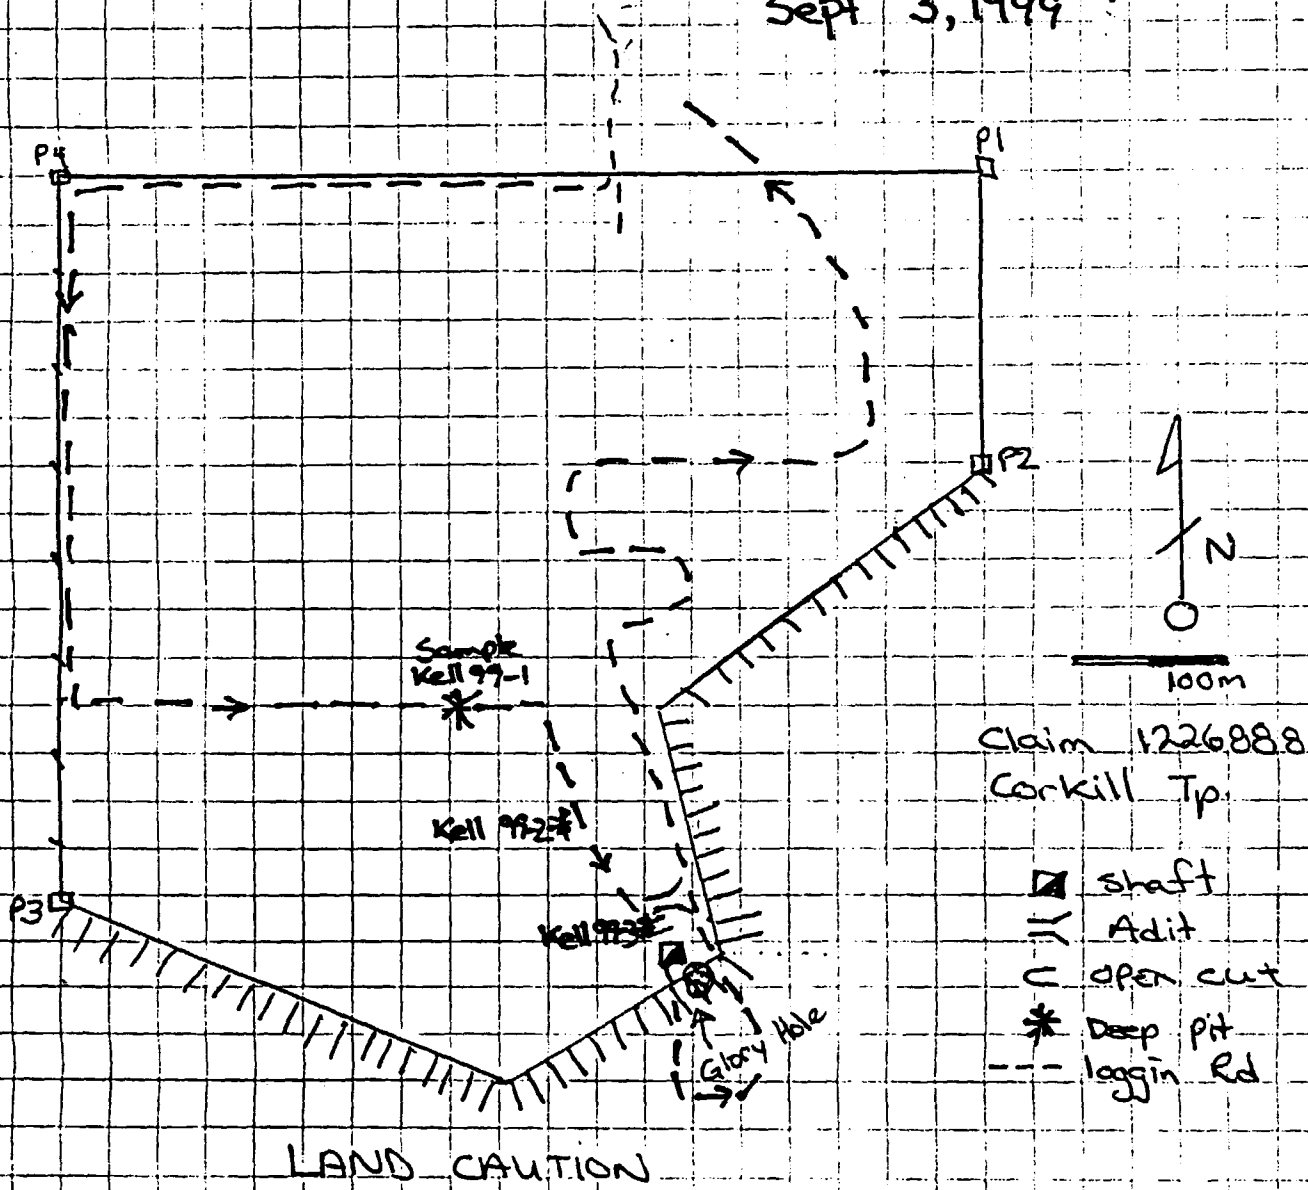 Sept 3, 1999
P4
P1
P2
N
Sample
Kell 99-1
100m
Claim 1226888
Corkill Tp.
Kell 99-2
shaft
P3
Adit
Kell 99-3
open cut
Deep pit
Glory Hole
loggin Rd
LAND CAUTION